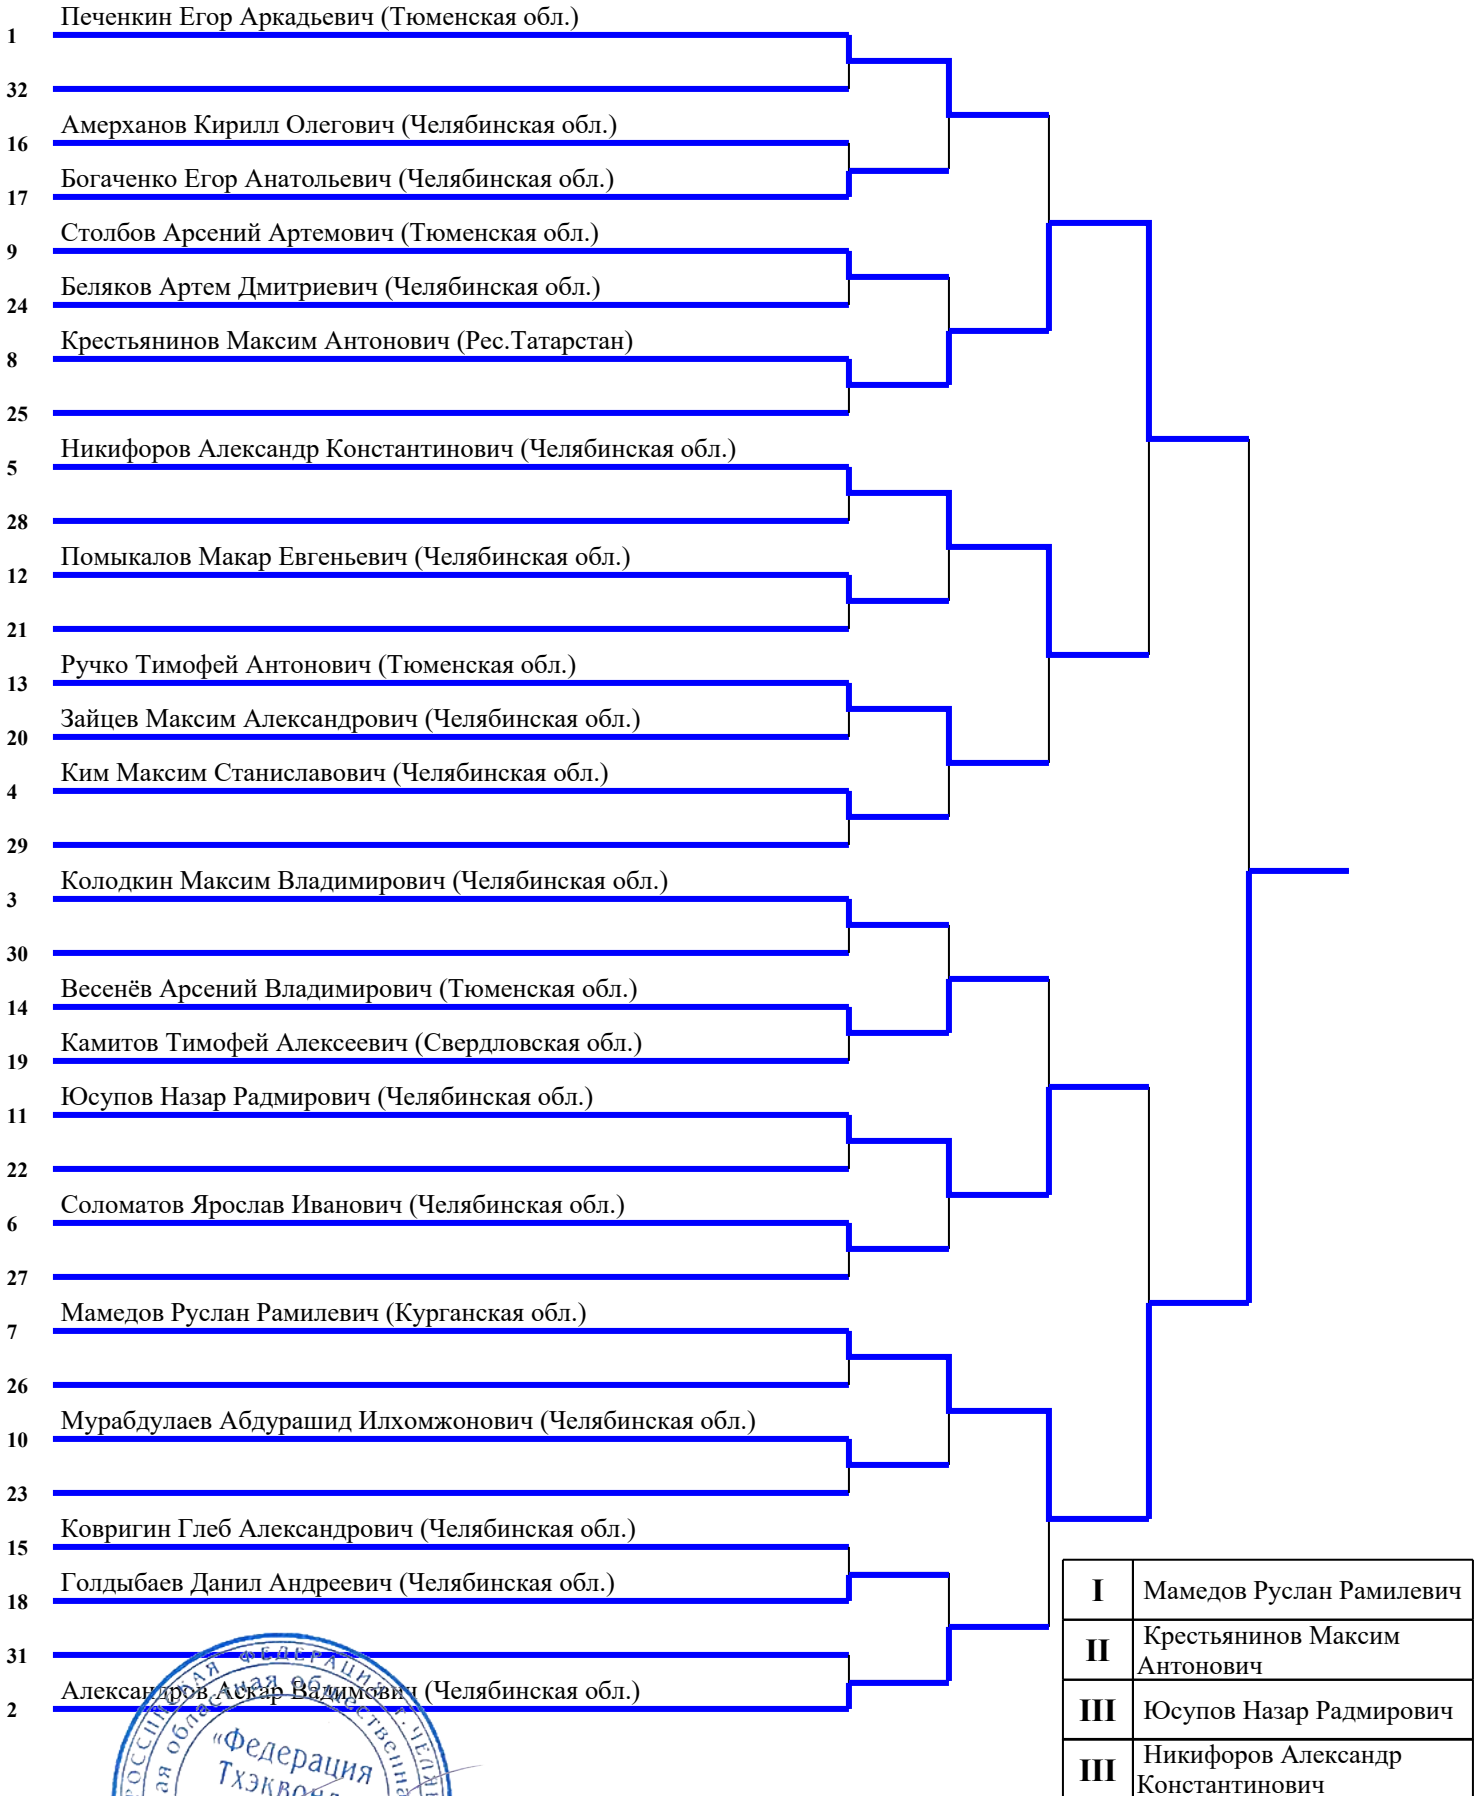 Печенкин Егор Аркадьевич (Тюменская обл.)
1
32
Амерханов Кирилл Олегович (Челябинская обл.)
16
Богаченко Егор Анатольевич (Челябинская обл.)
17
Столбов Арсений Артемович (Тюменская обл.)
9
Беляков Артем Дмитриевич (Челябинская обл.)
24
Крестьянинов Максим Антонович (Рес.Татарстан)
8
25
Никифоров Александр Константинович (Челябинская обл.)
5
28
Помыкалов Макар Евгеньевич (Челябинская обл.)
12
21
Ручко Тимофей Антонович (Тюменская обл.)
13
Зайцев Максим Александрович (Челябинская обл.)
20
Ким Максим Станиславович (Челябинская обл.)
4
29
Колодкин Максим Владимирович (Челябинская обл.)
3
30
Весенёв Арсений Владимирович (Тюменская обл.)
14
Камитов Тимофей Алексеевич (Свердловская обл.)
19
Юсупов Назар Радмирович (Челябинская обл.)
11
22
Соломатов Ярослав Иванович (Челябинская обл.)
6
27
Мамедов Руслан Рамилевич (Курганская обл.)
7
26
Мурабдулаев Абдурашид Илхомжонович (Челябинская обл.)
10
23
Ковригин Глеб Александрович (Челябинская обл.)
15
Голдыбаев Данил Андреевич (Челябинская обл.)
18
31
Александров Аскар Вадимович (Челябинская обл.)
2
I Мамедов Руслан Рамилевич
II Крестьянинов Максим
Антонович
III Юсупов Назар Радмирович
III Никифоров Александр
Константинович
РОССИЙСКАЯ ФЕДЕРАЦИЯ г.
областная
«Федерация